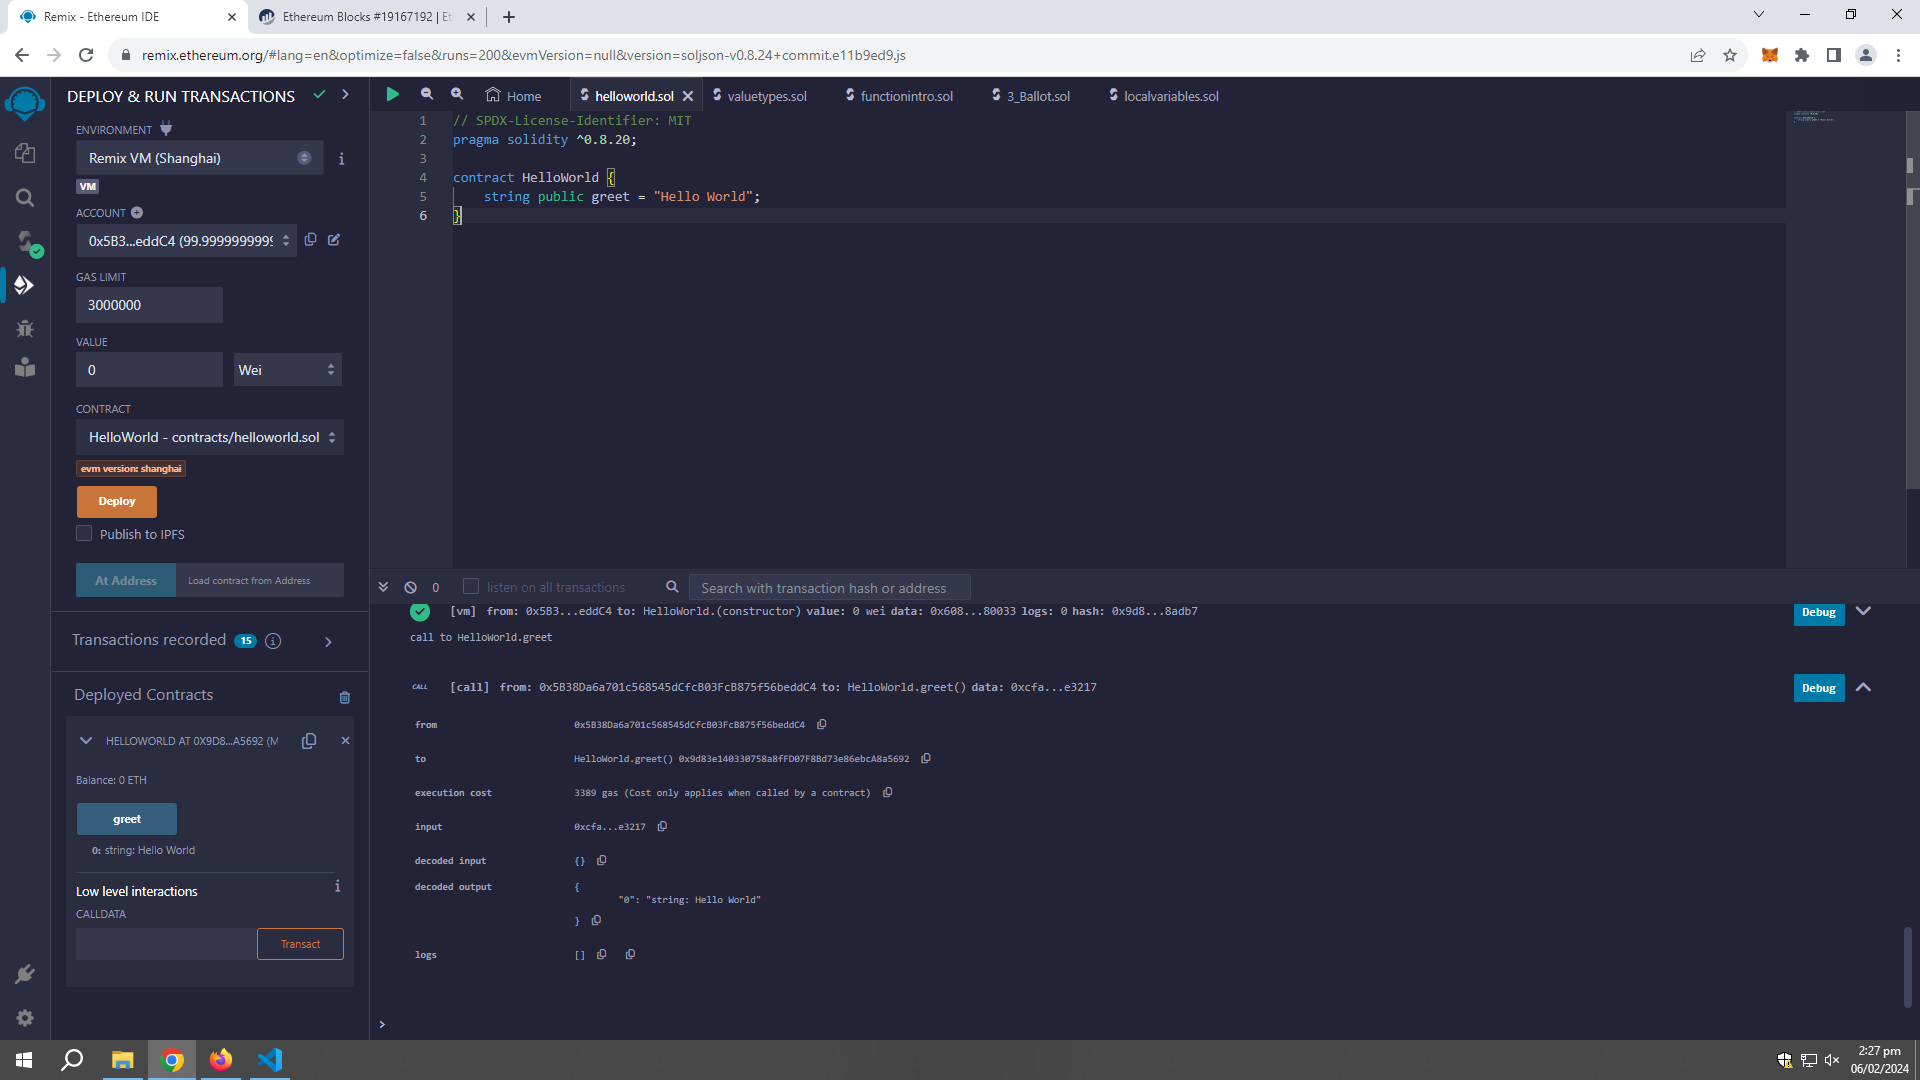 Remix - Ethereum IDE
Ethereum Blocks #19167192 | Et
remix.ethereum.org/#lang=en&optimize=false&runs=200&evmVersion=null&version=soljson-v0.8.24+commit.e11b9ed9.js
DEPLOY & RUN TRANSACTIONS
ENVIRONMENT
Remix VM (Shanghai)
VM
ACCOUNT
0x5B3...eddC4 (99.9999999999
GAS LIMIT
3000000
VALUE
0
Wei
CONTRACT
HelloWorld - contracts/helloworld.sol
evm version: shanghai
Deploy
Publish to IPFS
At Address
Load contract from Address
Transactions recorded 15
Deployed Contracts
HELLOWORLD AT 0X9D8...A5692 (M
Balance: 0 ETH
greet
0: string: Hello World
Low level interactions
CALLDATA
Transact
Home
helloworld.sol
valuetypes.sol
functionintro.sol
3_Ballot.sol
localvariables.sol
1 // SPDX-License-Identifier: MIT
2 pragma solidity ^0.8.20;
3
4 contract HelloWorld {
5 string public greet = "Hello World";
6 }
0
listen on all transactions
Search with transaction hash or address
[vm] from: 0x5B3...eddC4 to: HelloWorld.(constructor) value: 0 wei data: 0x608...80033 logs: 0 hash: 0x9d8...8adb7
Debug
call to HelloWorld.greet
CALL [call] from: 0x5B38Da6a701c568545dCfcB03FcB875f56beddC4 to: HelloWorld.greet() data: 0xcfa...e3217
Debug
from 0x5B38Da6a701c568545dCfcB03FcB875f56beddC4
to HelloWorld.greet() 0x9d83e140330758a8fFD07F8Bd73e86ebcA8a5692
execution cost 3389 gas (Cost only applies when called by a contract)
input 0xcfa...e3217
decoded input {}
decoded output {
"0": "string: Hello World"
}
logs []
>
2:27 pm
06/02/2024